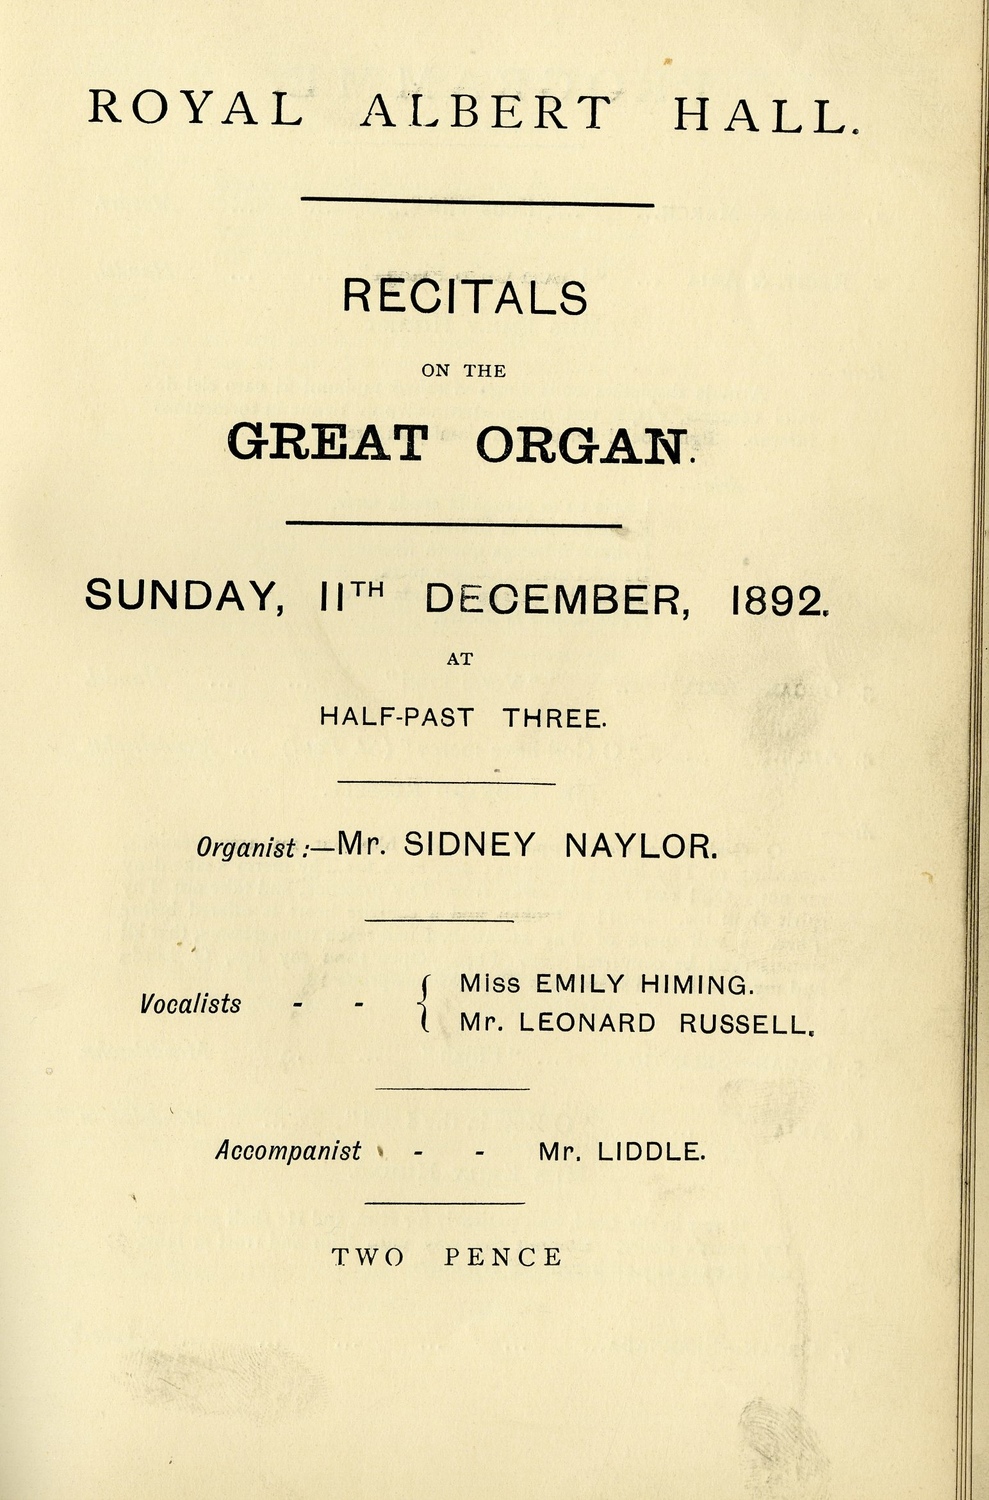 ROYAL ALBERT HALL.
RECITALS
ON THE
GREAT ORGAN.
SUNDAY, 11TH DECEMBER, 1892.
AT
HALF-PAST THREE.
Organist:—Mr. SIDNEY NAYLOR.
Vocalists - - { Miss EMILY HIMING.
Mr. LEONARD RUSSELL.
Accompanist - - Mr. LIDDLE.
TWO PENCE